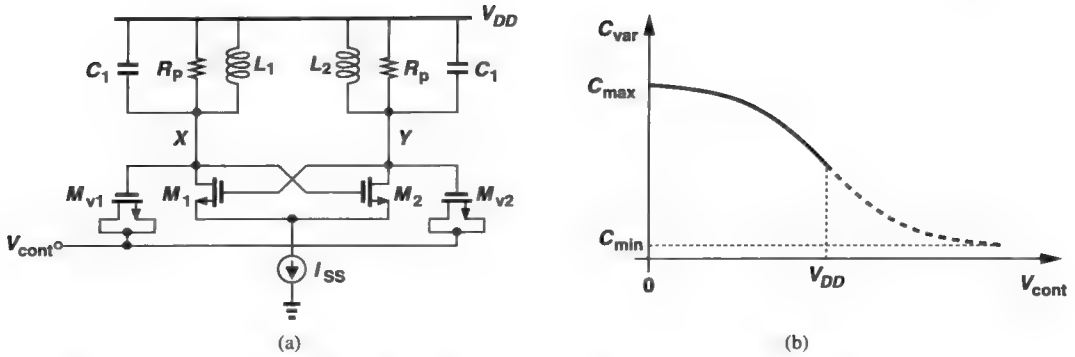 V_DD
C_1
R_p
L_1
L_2
R_p
C_1
X
Y
M_v1
M_1
M_2
M_v2
V_cont
I_SS
(a)
C_var
C_max
C_min
0
V_DD
V_cont
(b)